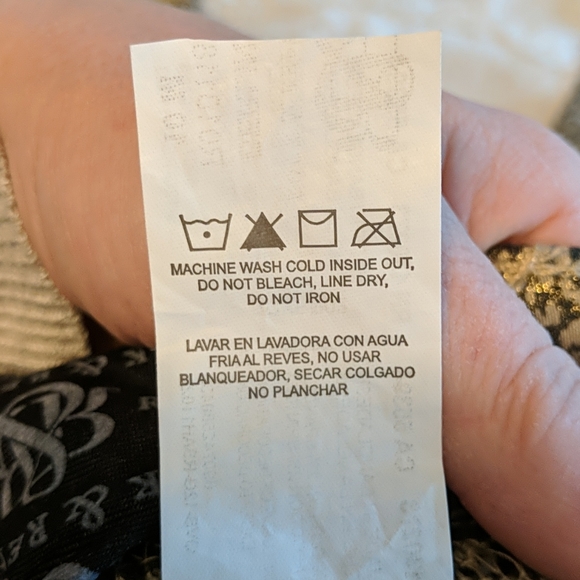 MACHINE WASH COLD INSIDE OUT,
DO NOT BLEACH, LINE DRY,
DO NOT IRON
LAVAR EN LAVADORA CON AGUA
FRIA AL REVES, NO USAR
BLANQUEADOR, SECAR COLGADO
NO PLANCHAR